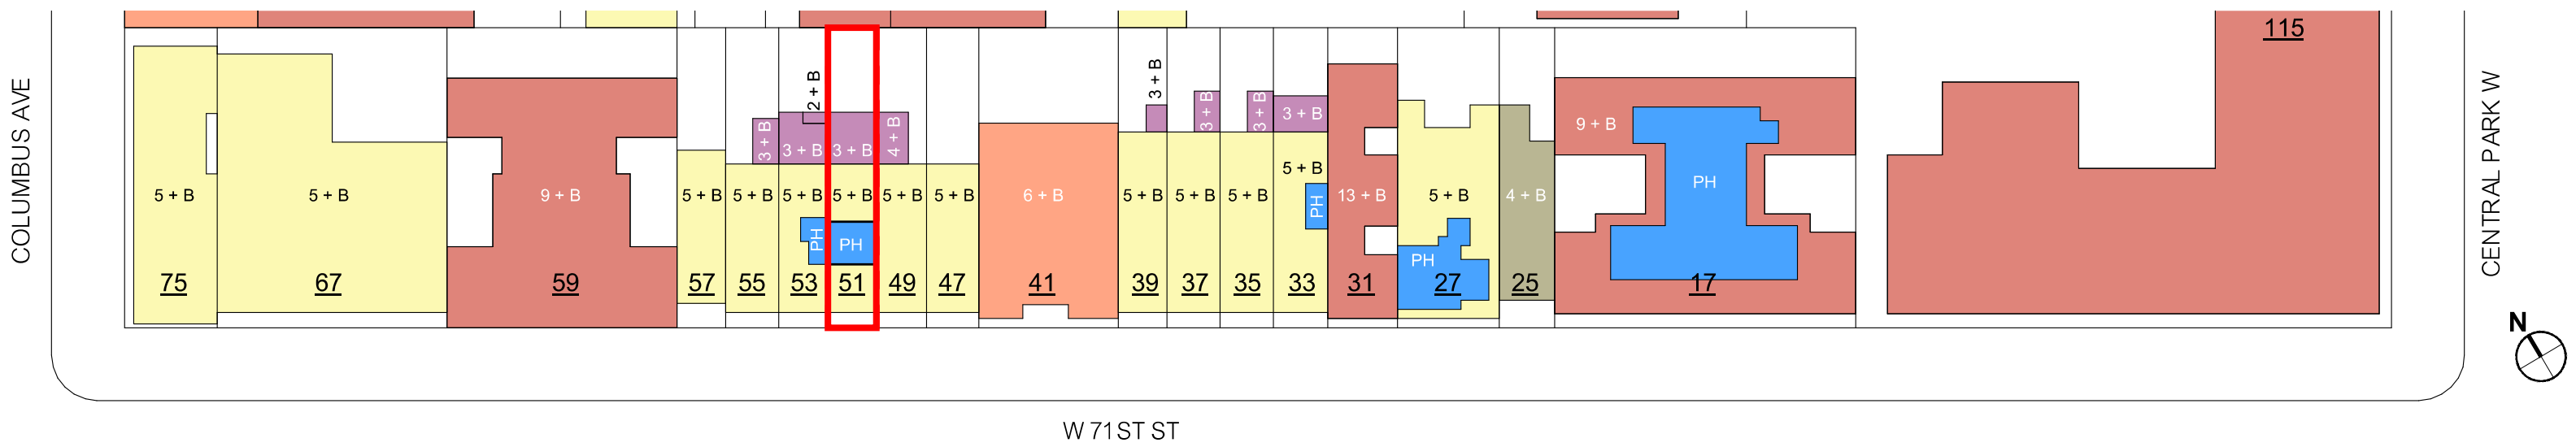 115
COLUMBUS AVE
CENTRAL PARK W
2 + B
3 + B
3 + B
3 + B
3 + B
4 + B
3 + B
3 + B
3 + B
3 + B
9 + B
5 + B
5 + B
9 + B
5 + B
5 + B
5 + B
5 + B
5 + B
5 + B
6 + B
5 + B
5 + B
5 + B
5 + B
13 + B
5 + B
4 + B
PH
PH
PH
PH
PH
75
67
59
57
55
53
51
49
47
41
39
37
35
33
31
27
25
17
N
W 71ST ST